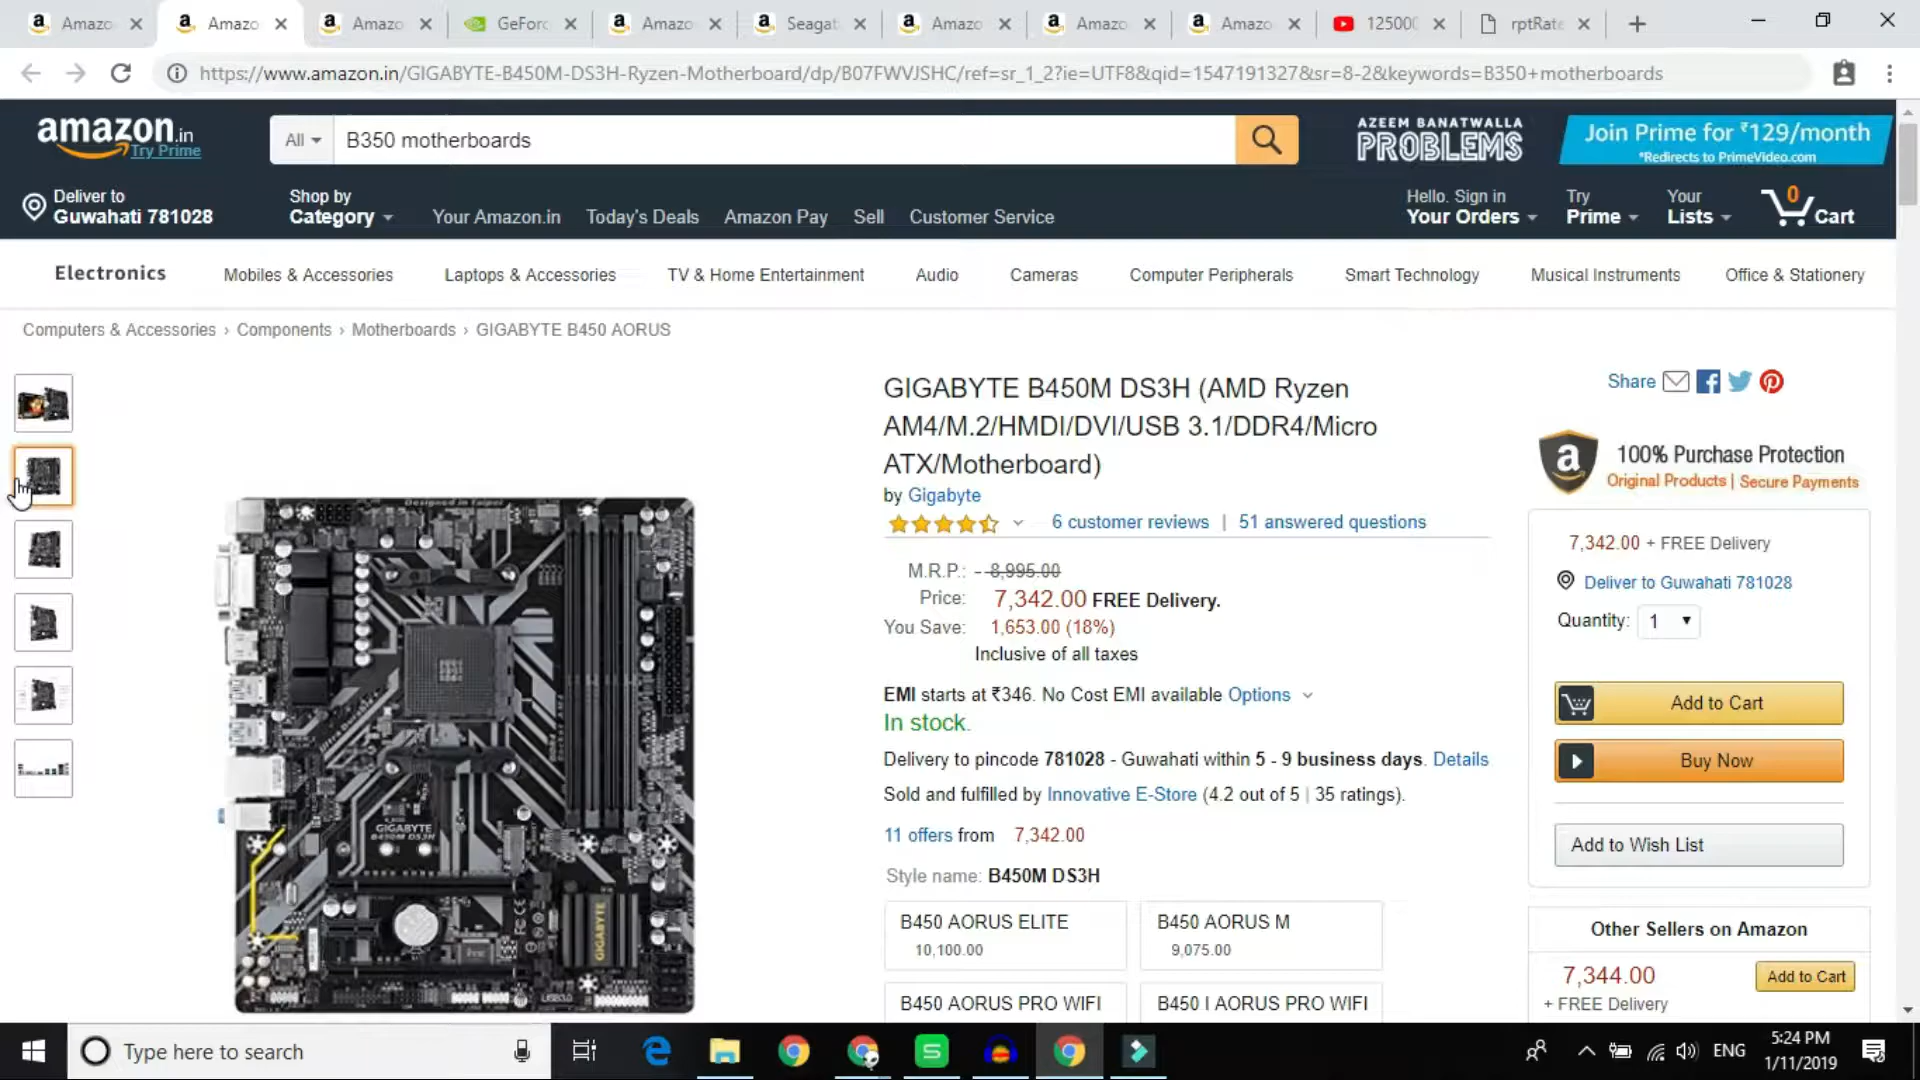 Amazo
Amazo
Amazo
GeForc
Amazo
Seagat
Amazo
Amazo
Amazo
12500
rptRate
https://www.amazon.in/GIGABYTE-B450M-DS3H-Ryzen-Motherboard/dp/B07FWVJSHC/ref=sr_1_2?ie=UTF8&qid=1547191327&sr=8-2&keywords=B350+motherboards
amazon.in
Try Prime
All
B350 motherboards
AZEEM BANATWALLA
PROBLEMS
Join Prime for ₹129/month
*Redirects to PrimeVideo.com
Deliver to
Guwahati 781028
Shop by
Category
Your Amazon.in
Today's Deals
Amazon Pay
Sell
Customer Service
Hello. Sign in
Your Orders
Try
Prime
Your
Lists
0
Cart
Electronics
Mobiles & Accessories
Laptops & Accessories
TV & Home Entertainment
Audio
Cameras
Computer Peripherals
Smart Technology
Musical Instruments
Office & Stationery
Computers & Accessories › Components › Motherboards › GIGABYTE B450 AORUS
GIGABYTE B450M DS3H (AMD Ryzen
AM4/M.2/HMDI/DVI/USB 3.1/DDR4/Micro
ATX/Motherboard)
by Gigabyte
6 customer reviews | 51 answered questions
M.R.P.: 8,995.00
Price: 7,342.00 FREE Delivery.
You Save: 1,653.00 (18%)
Inclusive of all taxes
EMI starts at ₹346. No Cost EMI available Options
In stock.
Delivery to pincode 781028 - Guwahati within 5 - 9 business days. Details
Sold and fulfilled by Innovative E-Store (4.2 out of 5 | 35 ratings).
11 offers from 7,342.00
Style name: B450M DS3H
B450 AORUS ELITE
10,100.00
B450 AORUS M
9,075.00
B450 AORUS PRO WIFI
B450 I AORUS PRO WIFI
Designed in Taipei
GIGABYTE
B450M DS3H
GIGABYTE
USB3.0
Share
a
100% Purchase Protection
Original Products | Secure Payments
7,342.00 + FREE Delivery
Deliver to Guwahati 781028
Quantity: 1
Add to Cart
Buy Now
Add to Wish List
Other Sellers on Amazon
7,344.00
Add to Cart
+ FREE Delivery
Type here to search
S
ENG
5:24 PM
1/11/2019